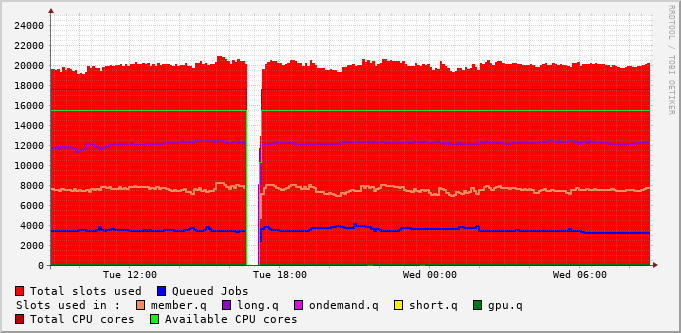 24000
22000
20000
18000
16000
14000
12000
10000
8000
6000
4000
2000
0
Tue 12:00 Tue 18:00 Wed 00:00 Wed 06:00
RRDTOOL / TOBI OETIKER
Total slots used Queued Jobs
Slots used in : member.q long.q ondemand.q short.q gpu.q
Total CPU cores Available CPU cores